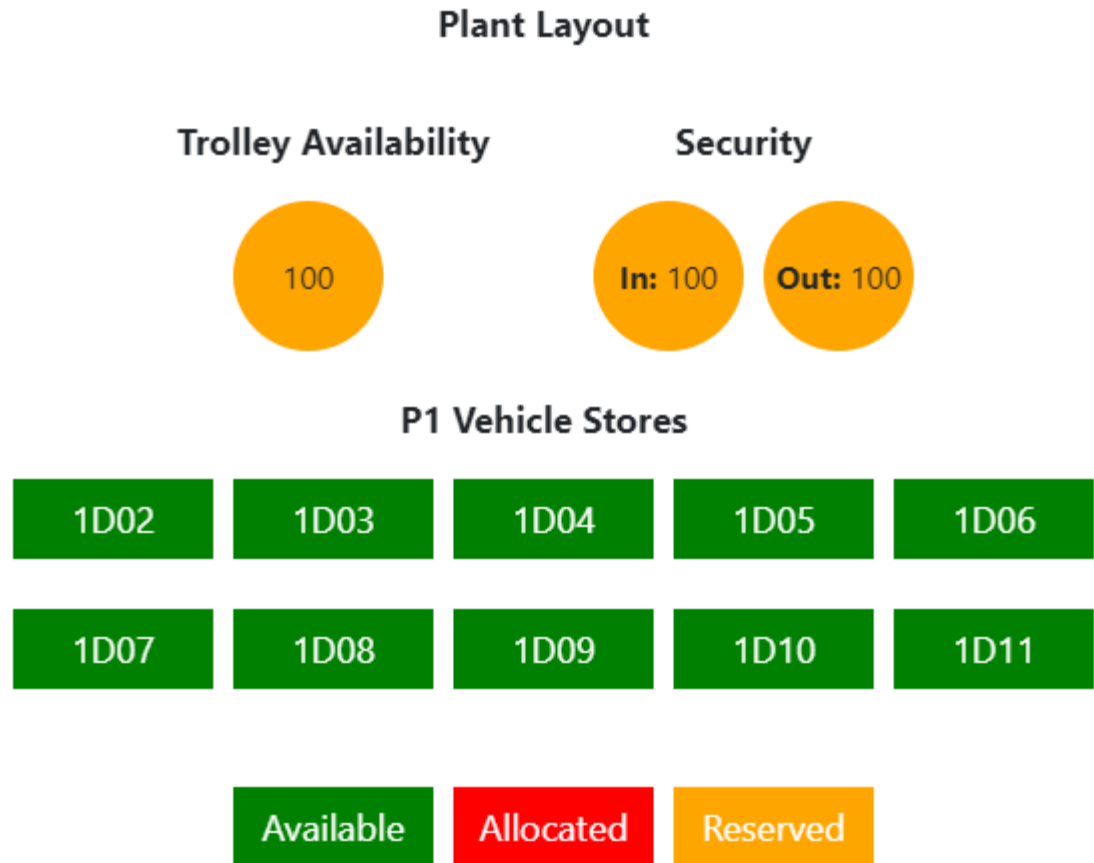 Plant Layout
Trolley Availability Security
100 In: 100 Out: 100
P1 Vehicle Stores
1D02 1D03 1D04 1D05 1D06
1D07 1D08 1D09 1D10 1D11
Available Allocated Reserved